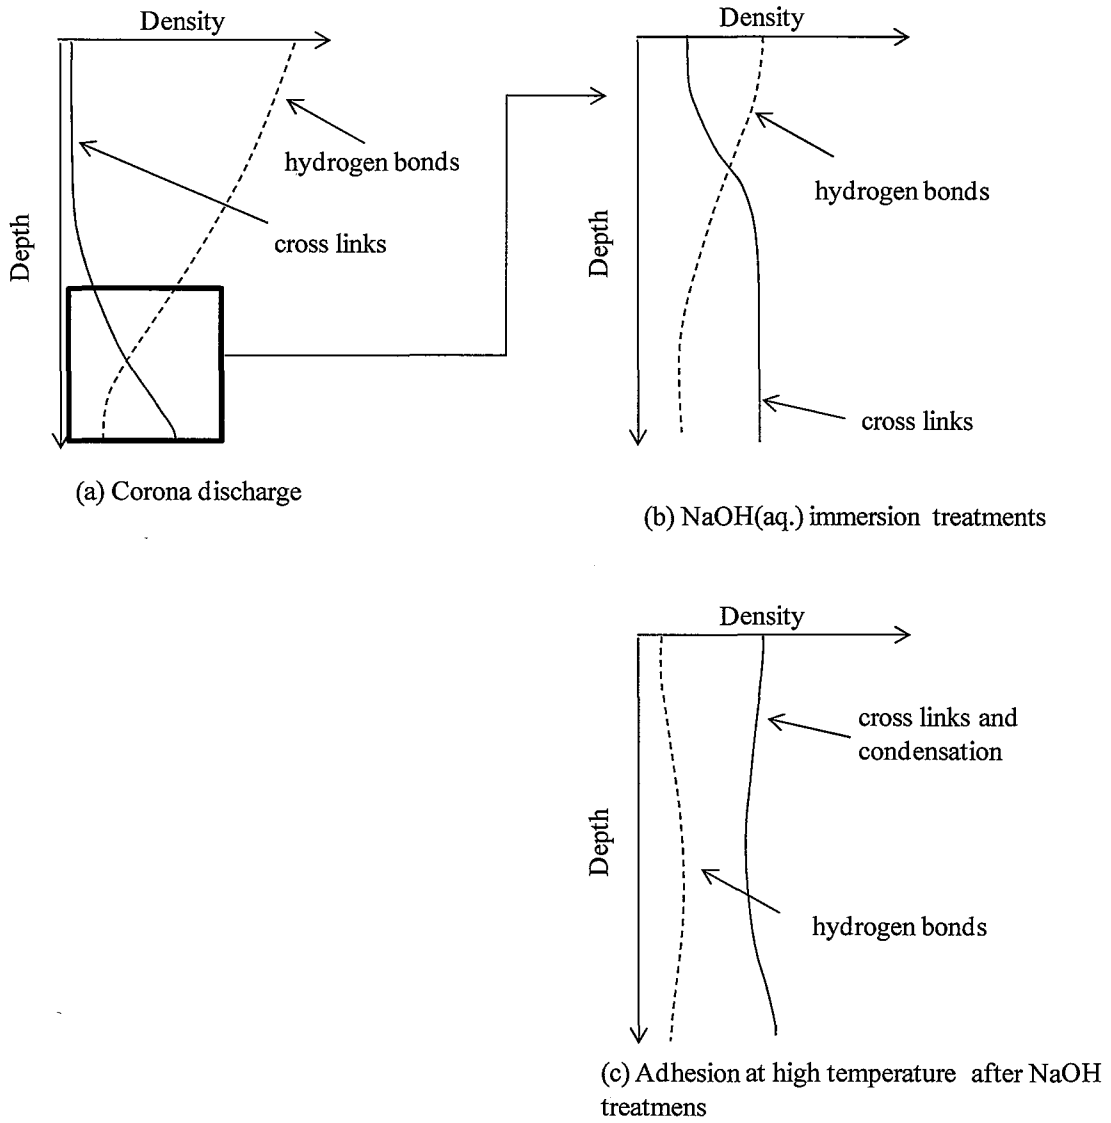 Density
hydrogen bonds
cross links
Depth
(a) Corona discharge
Density
hydrogen bonds
Depth
cross links
(b) NaOH(aq.) immersion treatments
Density
cross links and
condensation
Depth
hydrogen bonds
(c) Adhesion at high temperature after NaOH
treatmens